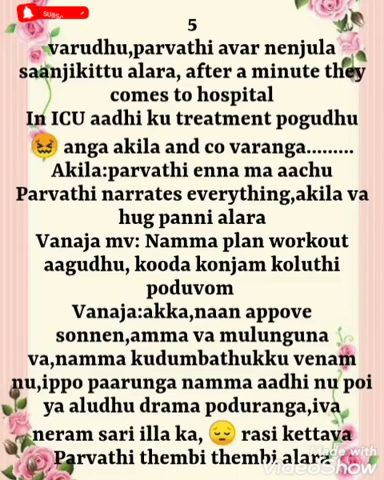 SUBSC
5
varudhu,parvathi avar nenjula
saanjikittu alara, after a minute they
comes to hospital
In ICU aadhi ku treatment pogudhu
😖 anga akila and co varanga.........
Akila:parvathi enna ma aachu
Parvathi narrates everything,akila va
hug panni alara
Vanaja mv: Namma plan workout
aagudhu, kooda konjam koluthi
poduvom
Vanaja:akka,naan appove
sonnen,amma va mulunguna
va,namma kudumbathukku venam
nu,ippo paarunga namma aadhi nu poi
ya aludhu drama poduranga,iva
neram sari illa ka, 😔 rasi kettava
Parvathi thembi thembi alara
Made with
VideoShow